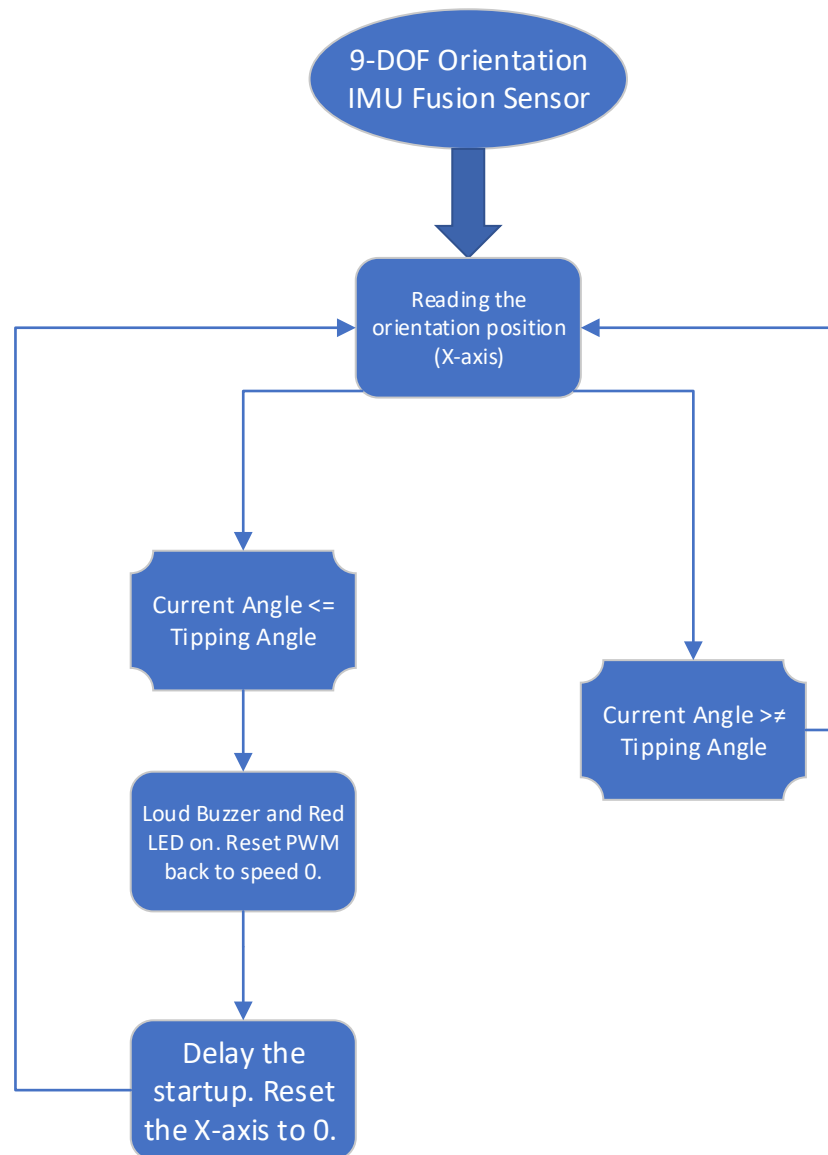 9-DOF Orientation
IMU Fusion Sensor
Reading the
orientation position
(X-axis)
Current Angle <=
Tipping Angle
Current Angle >≠
Tipping Angle
Loud Buzzer and Red
LED on. Reset PWM
back to speed 0.
Delay the
startup. Reset
the X-axis to 0.